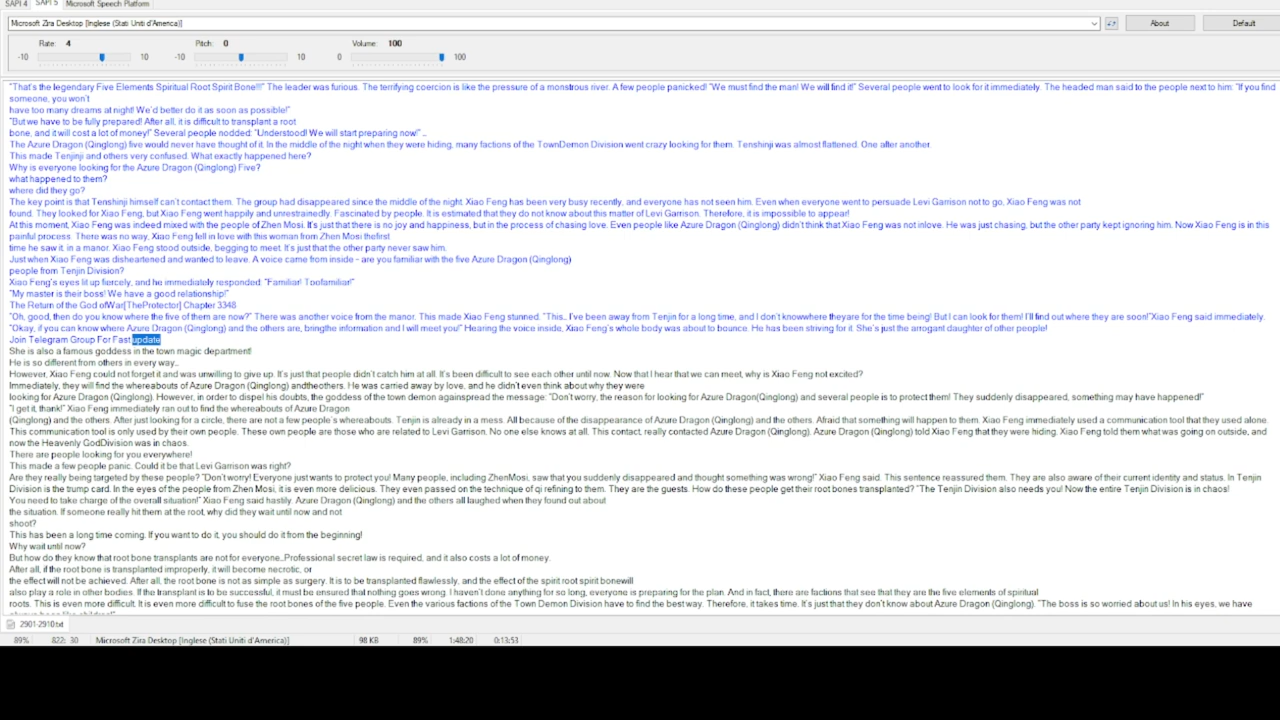 SAPI 4 SAPI 5 Microsoft Speech Platform
Microsoft Zira Desktop [Inglese (Stati Uniti d'America)] About Default
Rate: 4 Pitch: 0 Volume: 100
-10 10 -10 10 0 100
"That's the legendary Five Elements Spiritual Root Spirit Bone!!!" The leader was furious. The terrifying coercion is like the pressure of a monstrous river. A few people panicked! "We must find the man! We will find it!" Several people went to look for it immediately. The headed man said to the people next to him: "If you find
someone, you won't
have too many dreams at night! We'd better do it as soon as possible!"
"But we have to be fully prepared! After all, it is difficult to transplant a root
bone, and it will cost a lot of money!" Several people nodded: "Understood! We will start preparing now!" ..
The Azure Dragon (Qinglong) five would never have thought of it. In the middle of the night when they were hiding, many factions of the TownDemon Division went crazy looking for them. Tenshinji was almost flattened. One after another.
This made Tenjinji and others very confused. What exactly happened here?
Why is everyone looking for the Azure Dragon (Qinglong) Five?
what happened to them?
where did they go?
The key point is that Tenshinji himself can't contact them. The group had disappeared since the middle of the night. Xiao Feng has been very busy recently, and everyone has not seen him. Even when everyone went to persuade Levi Garrison not to go, Xiao Feng was not
found. They looked for Xiao Feng, but Xiao Feng went happily and unrestrainedly. Fascinated by people. It is estimated that they do not know about this matter of Levi Garrison. Therefore, it is impossible to appear!
At this moment, Xiao Feng was indeed mixed with the people of Zhen Mosi. It's just that there is no joy and happiness, but in the process of chasing love. Even people like Azure Dragon (Qinglong) didn't think that Xiao Feng was not inlove. He was just chasing, but the other party kept ignoring him. Now Xiao Feng is in this
painful process. There was no way, Xiao Feng fell in love with this woman from Zhen Mosi thefirst
time he saw it. in a manor. Xiao Feng stood outside, begging to meet. It's just that the other party never saw him.
Just when Xiao Feng was disheartened and wanted to leave. A voice came from inside - are you familiar with the five Azure Dragon (Qinglong)
people from Tenjin Division?
Xiao Feng's eyes lit up fiercely, and he immediately responded: "Familiar! Toofamiliar!"
"My master is their boss! We have a good relationship!"
The Return of the God ofWar[TheProtector] Chapter 3348
"Oh, good, then do you know where the five of them are now?" There was another voice from the manor. This made Xiao Feng stunned. "This.. I've been away from Tenjin for a long time, and I don't knowwhere theyare for the time being! But I can look for them! I'll find out where they are soon!"Xiao Feng said immediately.
"Okay, if you can know where Azure Dragon (Qinglong) and the others are, bringthe information and I will meet you!" Hearing the voice inside, Xiao Feng's whole body was about to bounce. He has been striving for it. She's just the arrogant daughter of other people!
Join Telegram Group For Fast update
She is also a famous goddess in the town magic department!
He is so different from others in every way...
However, Xiao Feng could not forget it and was unwilling to give up. It's just that people didn't catch him at all. It's been difficult to see each other until now. Now that I hear that we can meet, why is Xiao Feng not excited?
Immediately, they will find the whereabouts of Azure Dragon (Qinglong) andtheothers. He was carried away by love, and he didn't even think about why they were
looking for Azure Dragon (Qinglong). However, in order to dispel his doubts, the goddess of the town demon againspread the message: "Don't worry, the reason for looking for Azure Dragon(Qinglong) and several people is to protect them! They suddenly disappeared, something may have happened!"
"I get it, thank!" Xiao Feng immediately ran out to find the whereabouts of Azure Dragon
(Qinglong) and the others. After just looking for a circle, there are not a few people's whereabouts. Tenjin is already in a mess. All because of the disappearance of Azure Dragon (Qinglong) and the others. Afraid that something will happen to them. Xiao Feng immediately used a communication tool that they used alone.
This communication tool is only used by their own people. These own people are those who are related to Levi Garrison. No one else knows at all. This contact, really contacted Azure Dragon (Qinglong). Azure Dragon (Qinglong) told Xiao Feng that they were hiding. Xiao Feng told them what was going on outside, and
now the Heavenly GodDivision was in chaos.
There are people looking for you everywhere!
This made a few people panic. Could it be that Levi Garrison was right?
Are they really being targeted by these people? "Don't worry! Everyone just wants to protect you! Many people, including ZhenMosi, saw that you suddenly disappeared and thought something was wrong!" Xiao Feng said. This sentence reassured them. They are also aware of their current identity and status. In Tenjin
Division is the trump card. In the eyes of the people from Zhen Mosi, it is even more delicious. They even passed on the technique of qi refining to them. They are the guests. How do these people get their root bones transplanted? "The Tenjin Division also needs you! Now the entire Tenjin Division is in chaos!
You need to take charge of the overall situation!" Xiao Feng said hastily. Azure Dragon (Qinglong) and the others all laughed when they found out about
the situation. If someone really hit them at the root, why did they wait until now and not
shoot?
This has been a long time coming. If you want to do it, you should do it from the beginning!
Why wait until now?
But how do they know that root bone transplants are not for everyone...Professional secret law is required, and it also costs a lot of money.
After all, if the root bone is transplanted improperly, it will become necrotic, or
the effect will not be achieved. After all, the root bone is not as simple as surgery. It is to be transplanted flawlessly, and the effect of the spirit root spirit bonewill
also play a role in other bodies. If the transplant is to be successful, it must be ensured that nothing goes wrong. I haven't done anything for so long, everyone is preparing for the plan. And in fact, there are factions that see that they are the five elements of spiritual
roots. This is even more difficult. It is even more difficult to fuse the root bones of the five people. Even the various factions of the Town Demon Division have to find the best way. Therefore, it takes time. It's just that they don't know about Azure Dragon (Qinglong). "The boss is so worried about us! In his eyes, we have
2901-2910.txt
89% 822: 30 Microsoft Zira Desktop [Inglese (Stati Uniti d'America)] 98 KB 89% 1:48:20 0:13:53